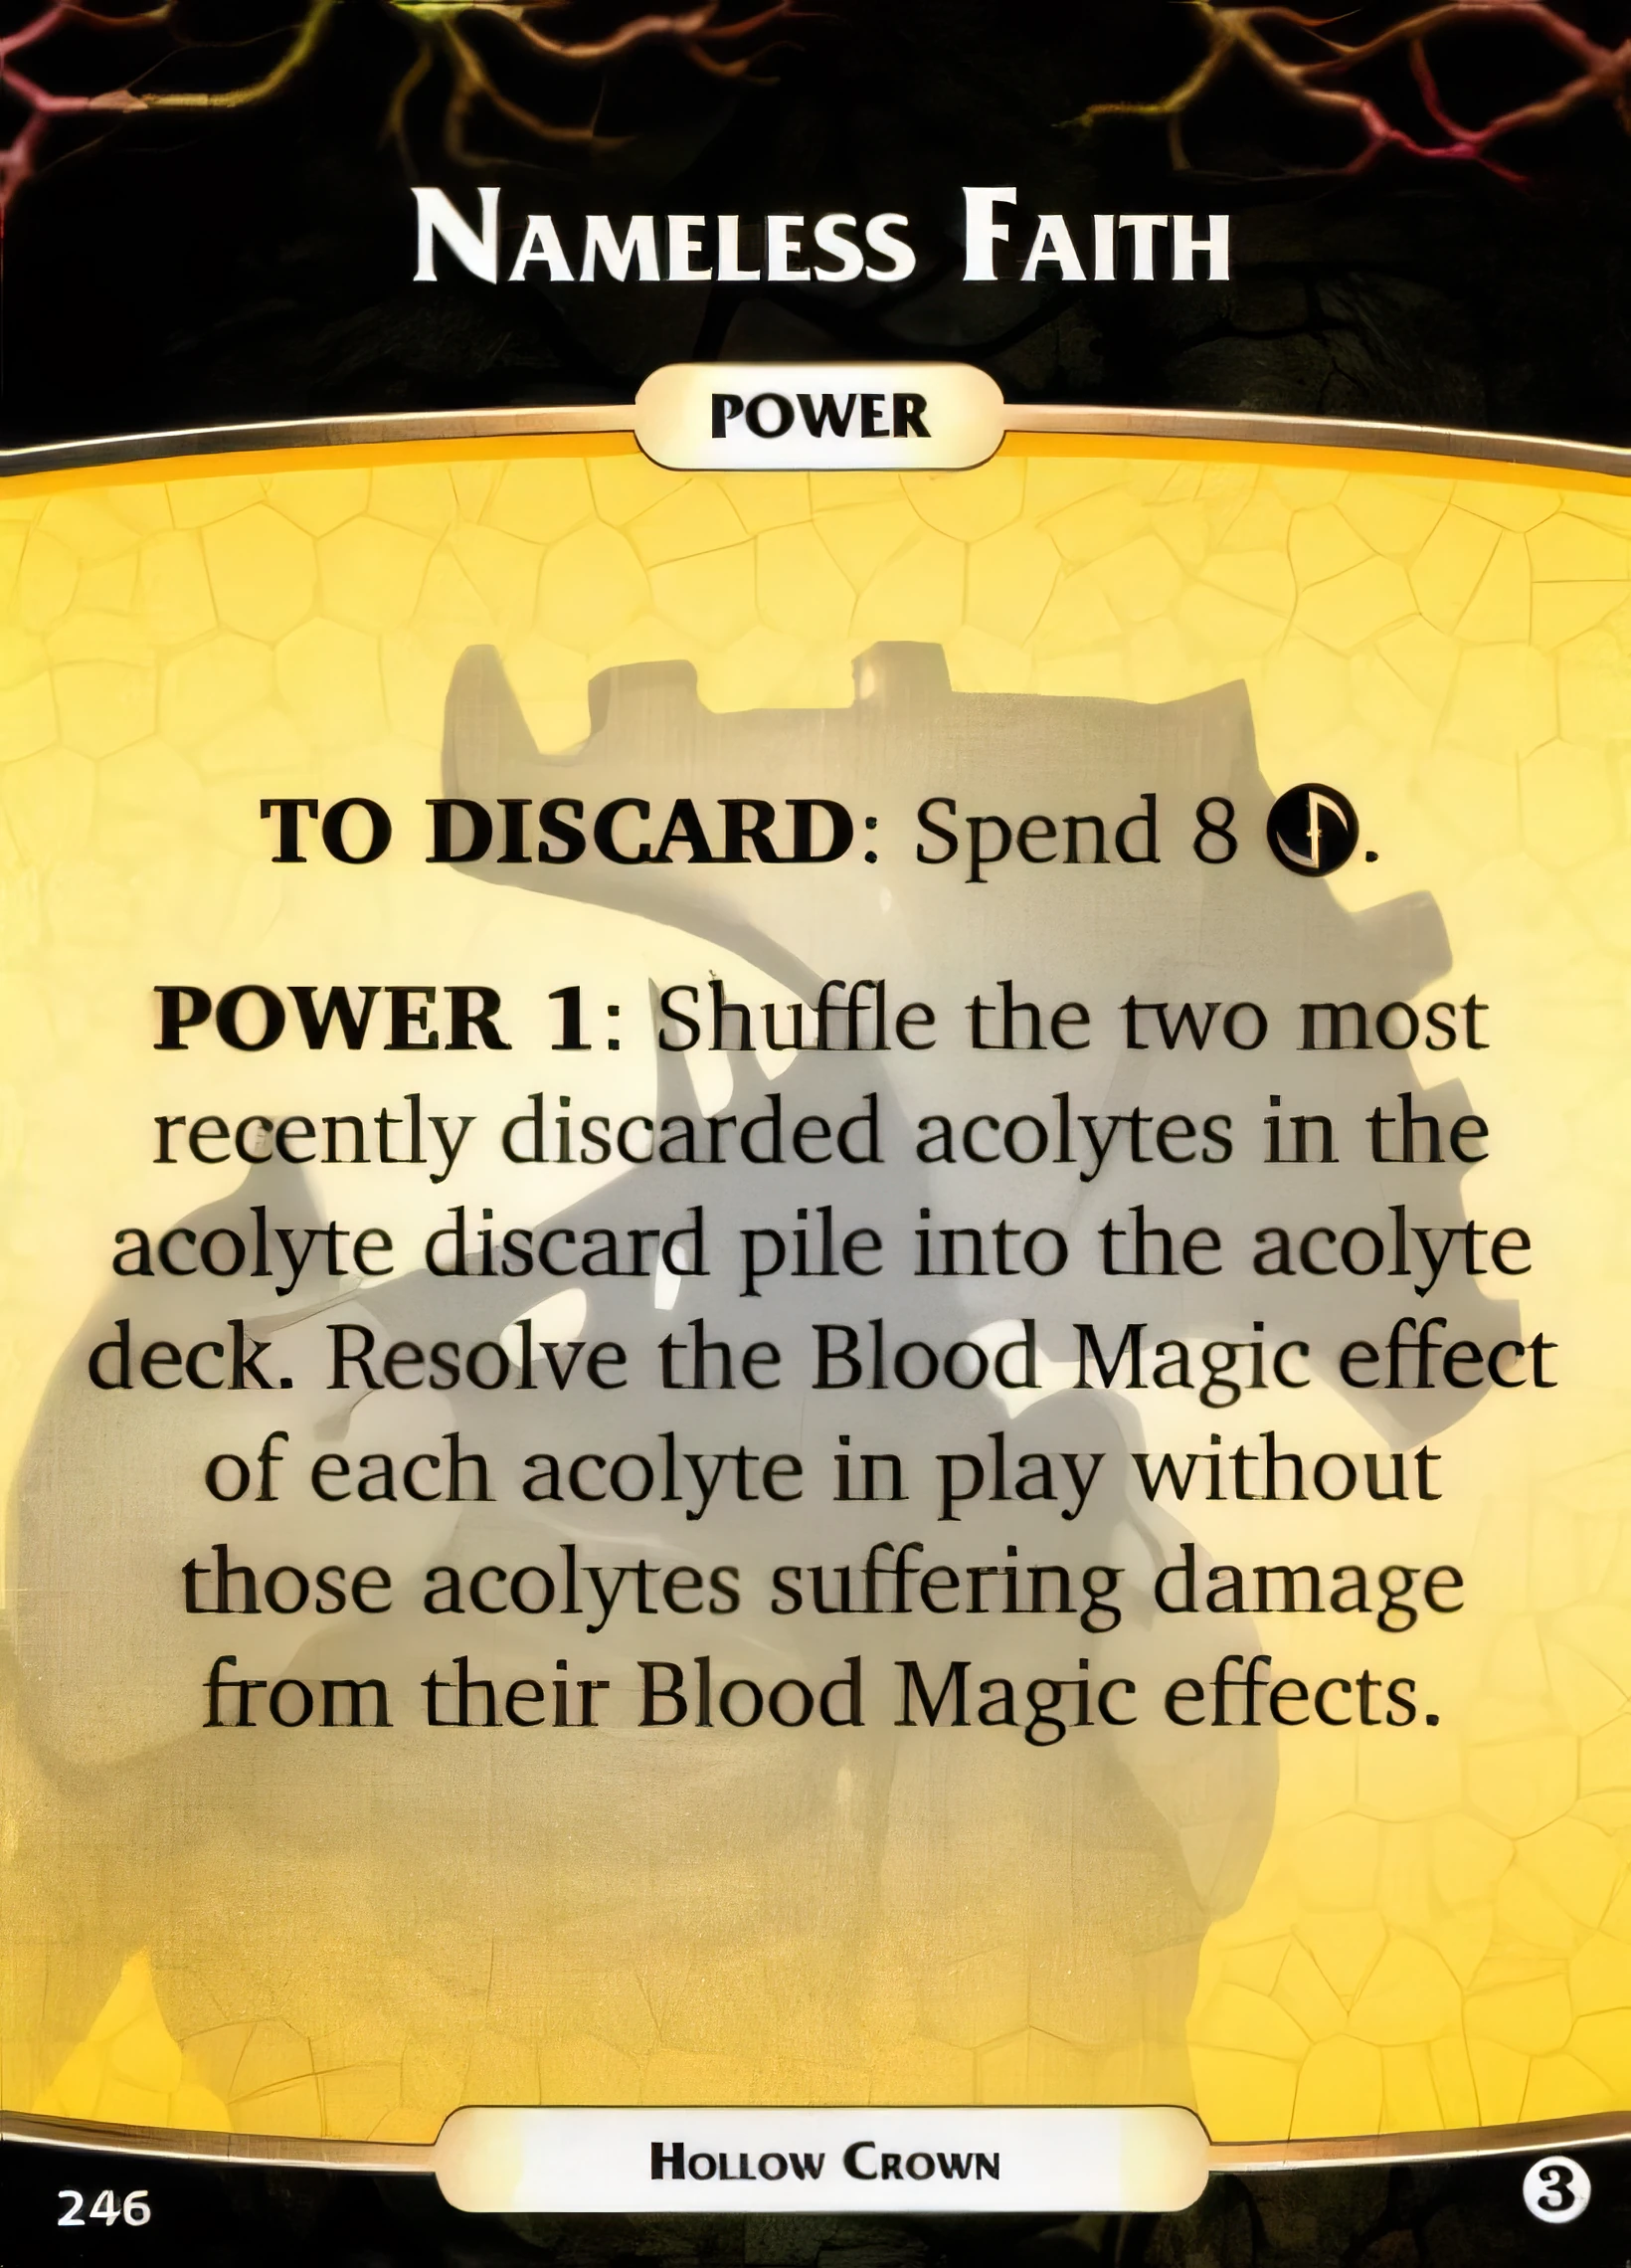 Nameless Faith
POWER
TO DISCARD: Spend 8 .
POWER 1: Shuffle the two most
recently discarded acolytes in the
acolyte discard pile into the acolyte
deck. Resolve the Blood Magic effect
of each acolyte in play without
those acolytes suffering damage
from their Blood Magic effects.
Hollow Crown
246
3